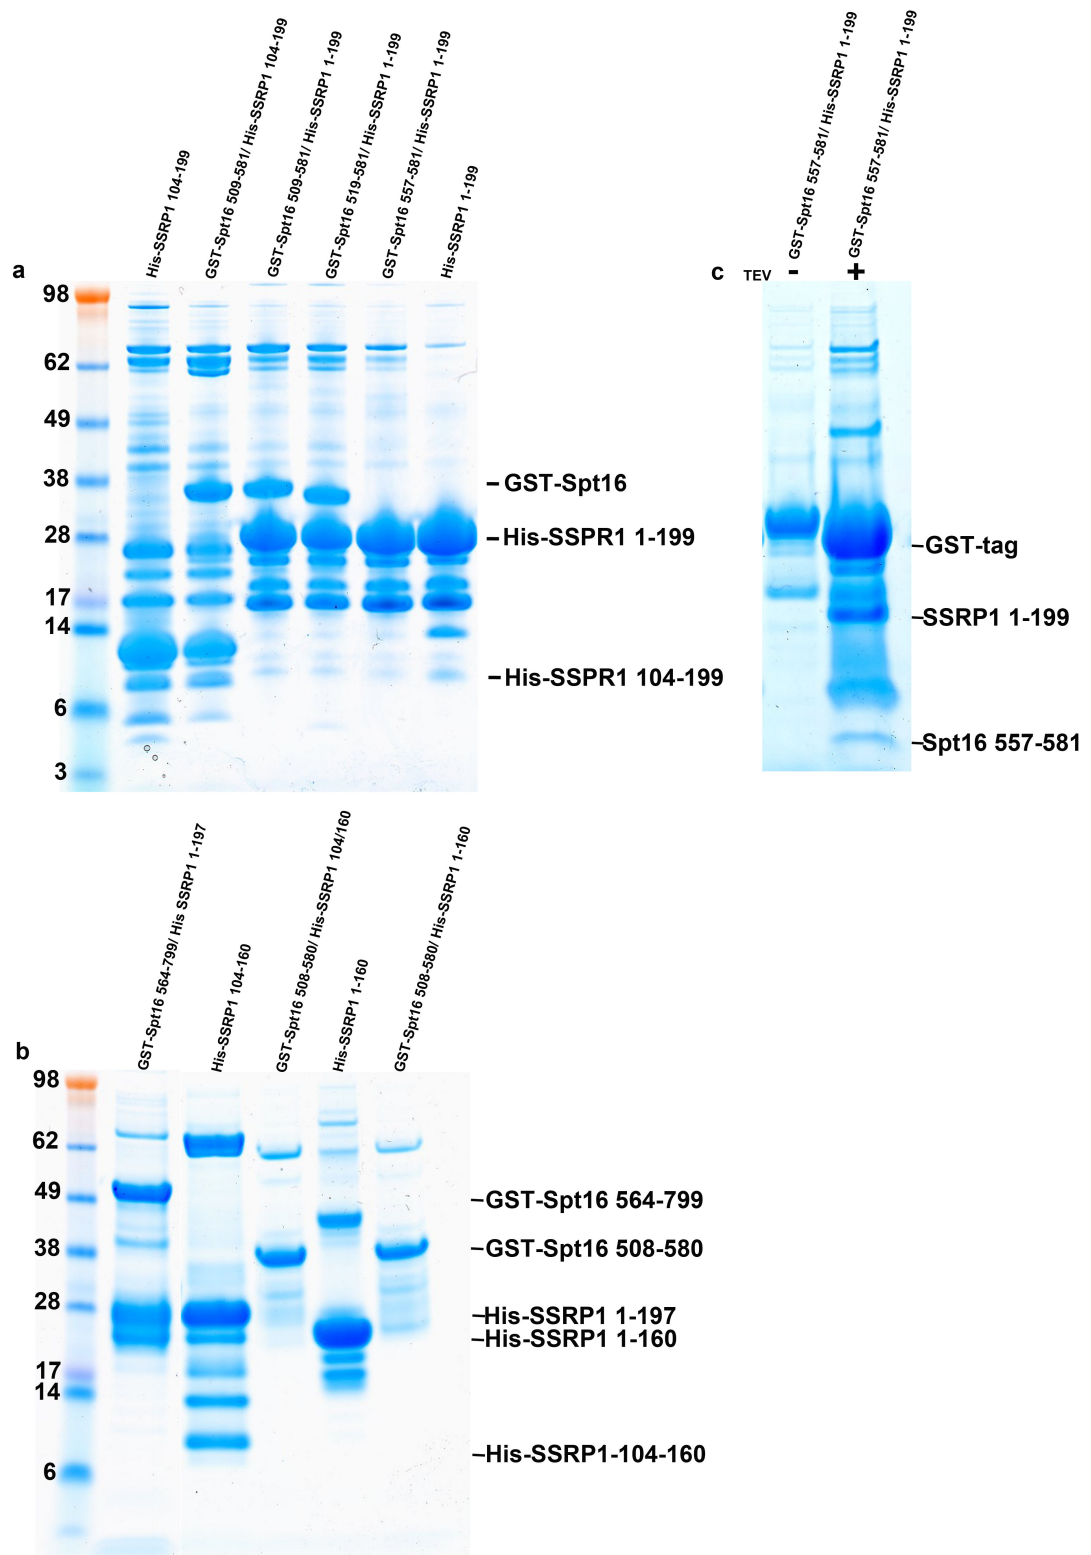 a
His-SSRP1 104-199
GST-Spt16 509-581/ His-SSRP1 104-199
GST-Spt16 509-581/ His-SSRP1 1-199
GST-Spt16 519-581/ His-SSRP1 1-199
GST-Spt16 557-581/ His-SSRP1 1-199
His-SSRP1 1-199
98
62
49
38
28
17
14
6
3
GST-Spt16
His-SSPR1 1-199
His-SSPR1 104-199
c
TEV - +
GST-Spt16 557-581/ His-SSRP1 1-199
GST-Spt16 557-581/ His-SSRP1 1-199
GST-tag
SSRP1 1-199
Spt16 557-581
b
GST-Spt16 564-799/ His SSRP1 1-197
His-SSRP1 104-160
GST-Spt16 508-580/ His-SSRP1 104/160
His-SSRP1 1-160
GST-Spt16 508-580/ His-SSRP1 1-160
98
62
49
38
28
17
14
6
GST-Spt16 564-799
GST-Spt16 508-580
His-SSRP1 1-197
His-SSRP1 1-160
His-SSRP1-104-160